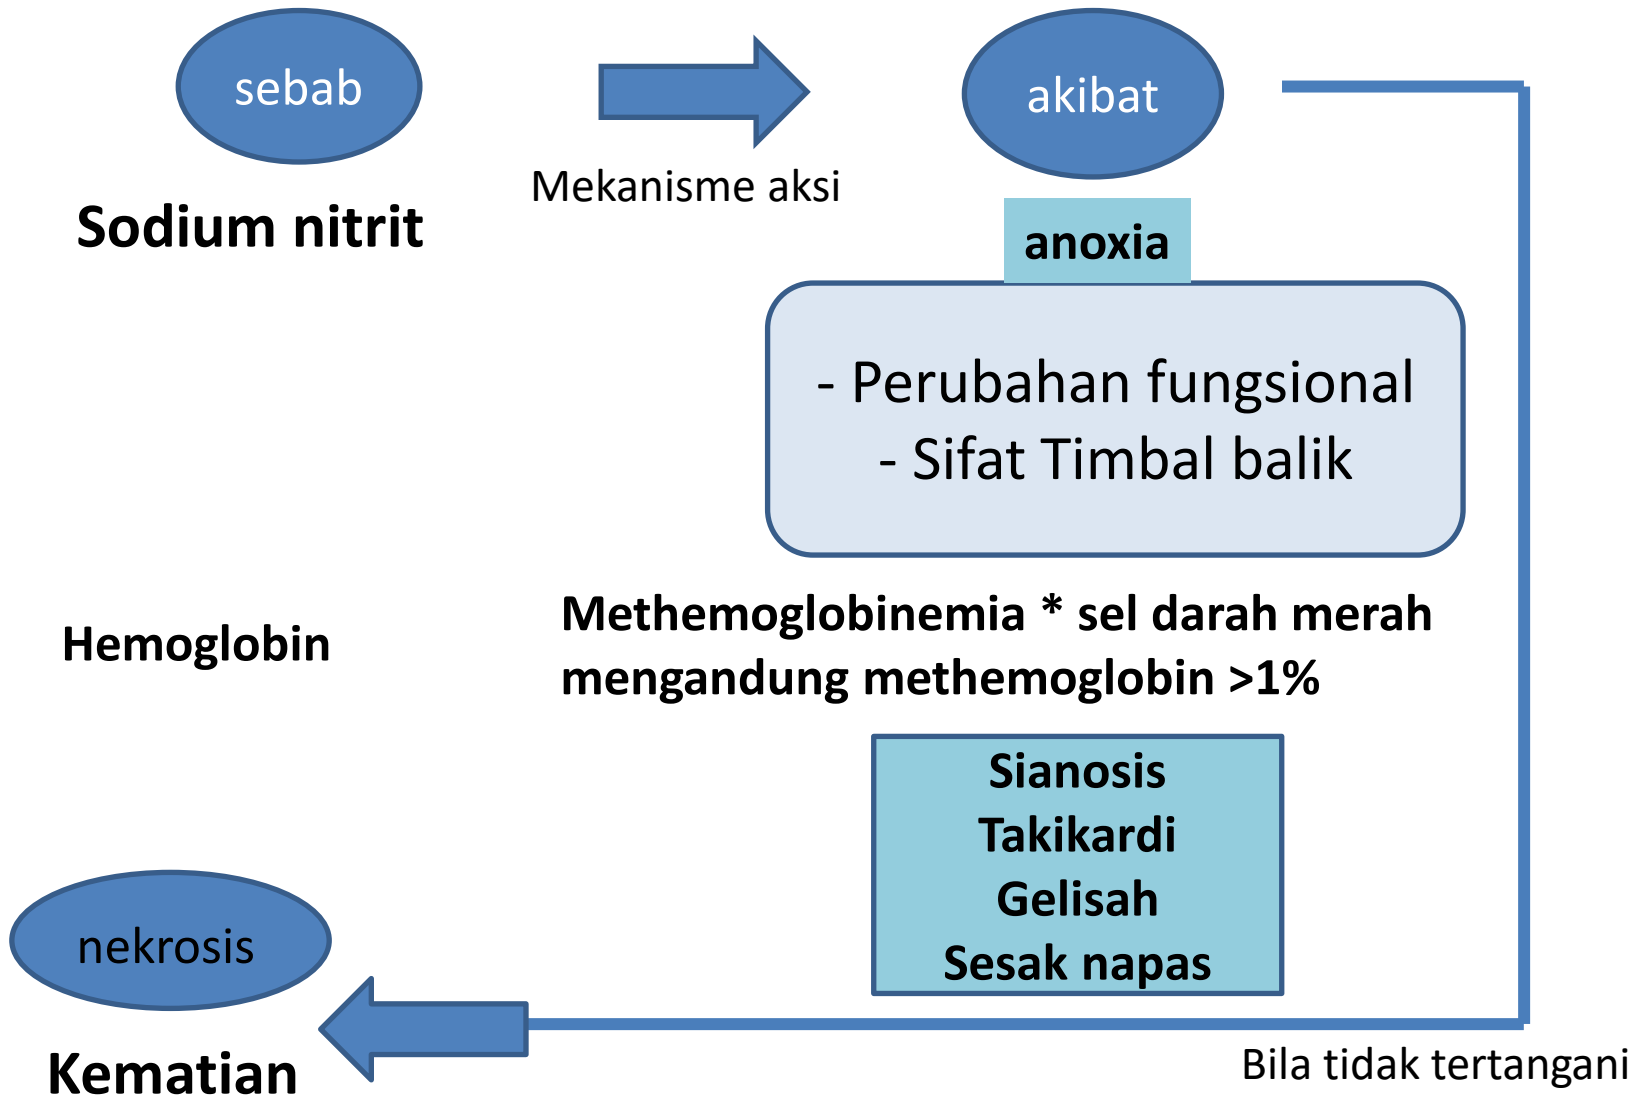 sebab
akibat
Mekanisme aksi
Sodium nitrit
anoxia
- Perubahan fungsional
- Sifat Timbal balik
Hemoglobin
Methemoglobinemia * sel darah merah
mengandung methemoglobin >1%
Sianosis
Takikardi
Gelisah
Sesak napas
nekrosis
Kematian
Bila tidak tertangani